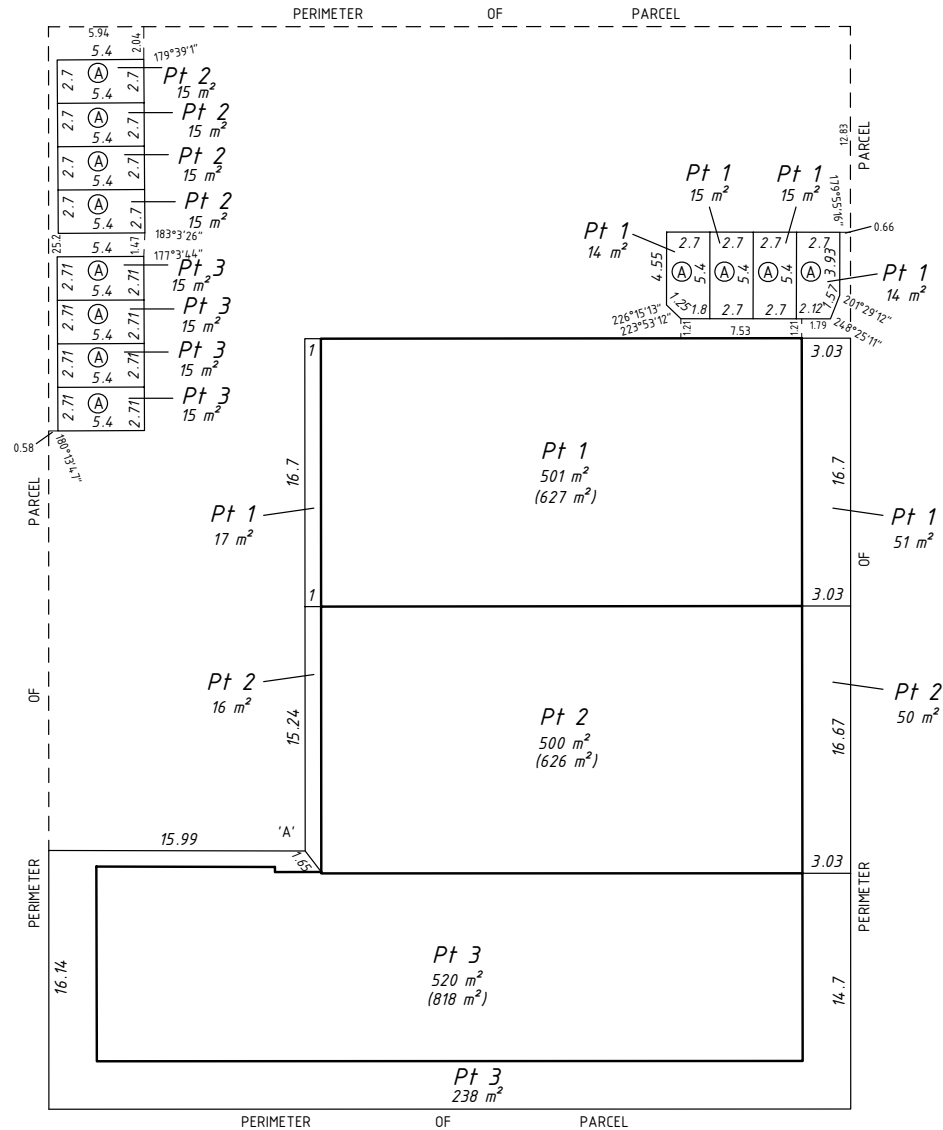 PERIMETER OF PARCEL
5.94
2.04
5.4
179°39'1"
2.7 A 2.7
5.4
Pt 2
15 m²
2.7 A 2.7
5.4
Pt 2
15 m²
2.7 A 2.7
5.4
Pt 2
15 m²
2.7 A 2.7
5.4
Pt 2
15 m²
183°3'26"
25.2
5.4
1.47
177°3'44"
2.71 A 2.71
5.4
Pt 3
15 m²
2.71 A 2.71
5.4
Pt 3
15 m²
2.71 A 2.71
5.4
Pt 3
15 m²
2.71 A 2.71
5.4
Pt 3
15 m²
0.58
180°13'47"
12.83
PARCEL
179°55'16"
0.66
Pt 1
15 m²
Pt 1
15 m²
Pt 1
14 m²
2.7 2.7 2.7 2.7
4.55 A 5.4 A 5.4 A 5.4 A 3.93
Pt 1
14 m²
1.25 1.8 2.7 2.7 2.12 1.57
201°29'12"
226°15'13"
223°53'12"
1.21 7.53 1.21 1.79
248°25'11"
1
3.03
16.7
Pt 1
501 m²
(627 m²)
16.7
PARCEL
Pt 1
17 m²
Pt 1
51 m²
OF
1
3.03
OF
Pt 2
16 m²
15.24
Pt 2
500 m²
(626 m²)
16.67
Pt 2
50 m²
15.99
'A'
1.65
3.03
PERIMETER
PERIMETER
16.14
Pt 3
520 m²
(818 m²)
14.7
Pt 3
238 m²
PERIMETER OF PARCEL